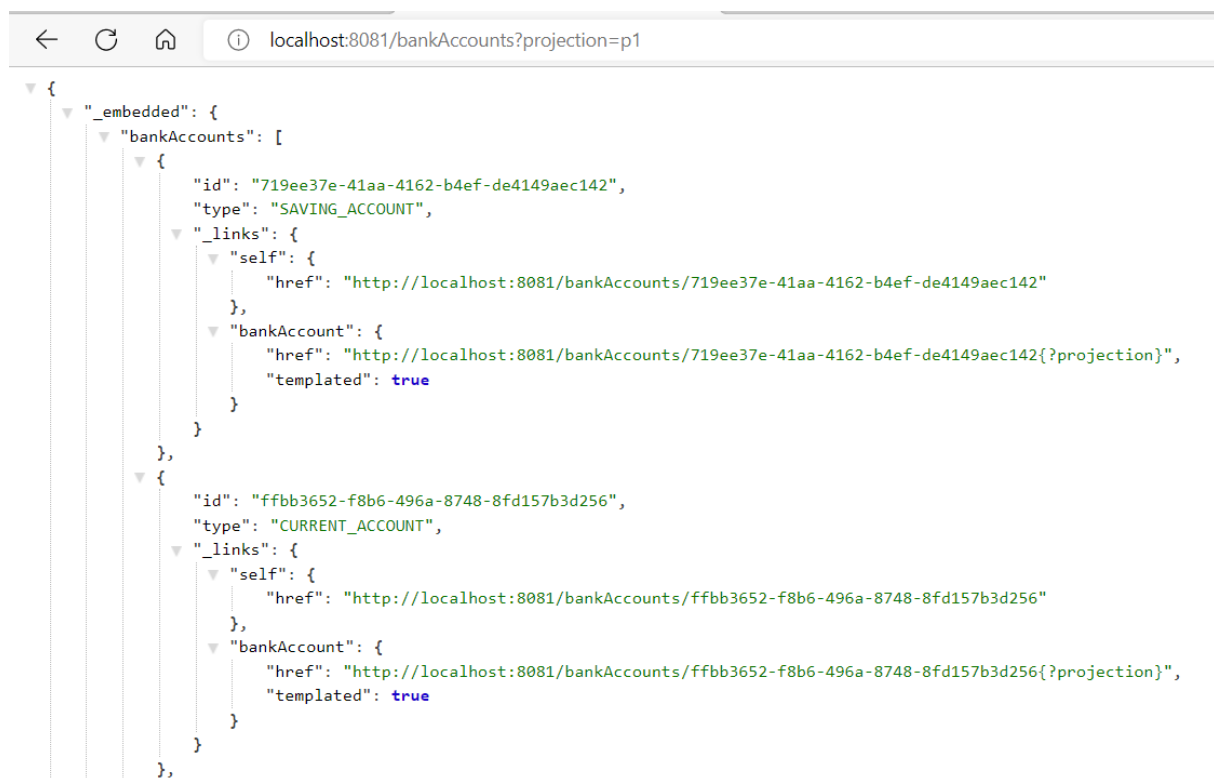 localhost:8081/bankAccounts?projection=p1
{
"_embedded": {
"bankAccounts": [
{
"id": "719ee37e-41aa-4162-b4ef-de4149aec142",
"type": "SAVING_ACCOUNT",
"_links": {
"self": {
"href": "http://localhost:8081/bankAccounts/719ee37e-41aa-4162-b4ef-de4149aec142"
},
"bankAccount": {
"href": "http://localhost:8081/bankAccounts/719ee37e-41aa-4162-b4ef-de4149aec142{?projection}",
"templated": true
}
}
},
{
"id": "ffbb3652-f8b6-496a-8748-8fd157b3d256",
"type": "CURRENT_ACCOUNT",
"_links": {
"self": {
"href": "http://localhost:8081/bankAccounts/ffbb3652-f8b6-496a-8748-8fd157b3d256"
},
"bankAccount": {
"href": "http://localhost:8081/bankAccounts/ffbb3652-f8b6-496a-8748-8fd157b3d256{?projection}",
"templated": true
}
}
},